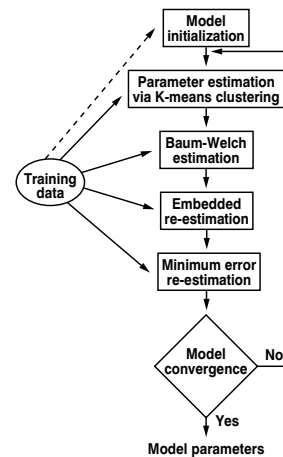 Model
initialization
Parameter estimation
via K-means clustering
Baum-Welch
estimation
Training
data
Embedded
re-estimation
Minimum error
re-estimation
Model
convergence
No
Yes
Model parameters